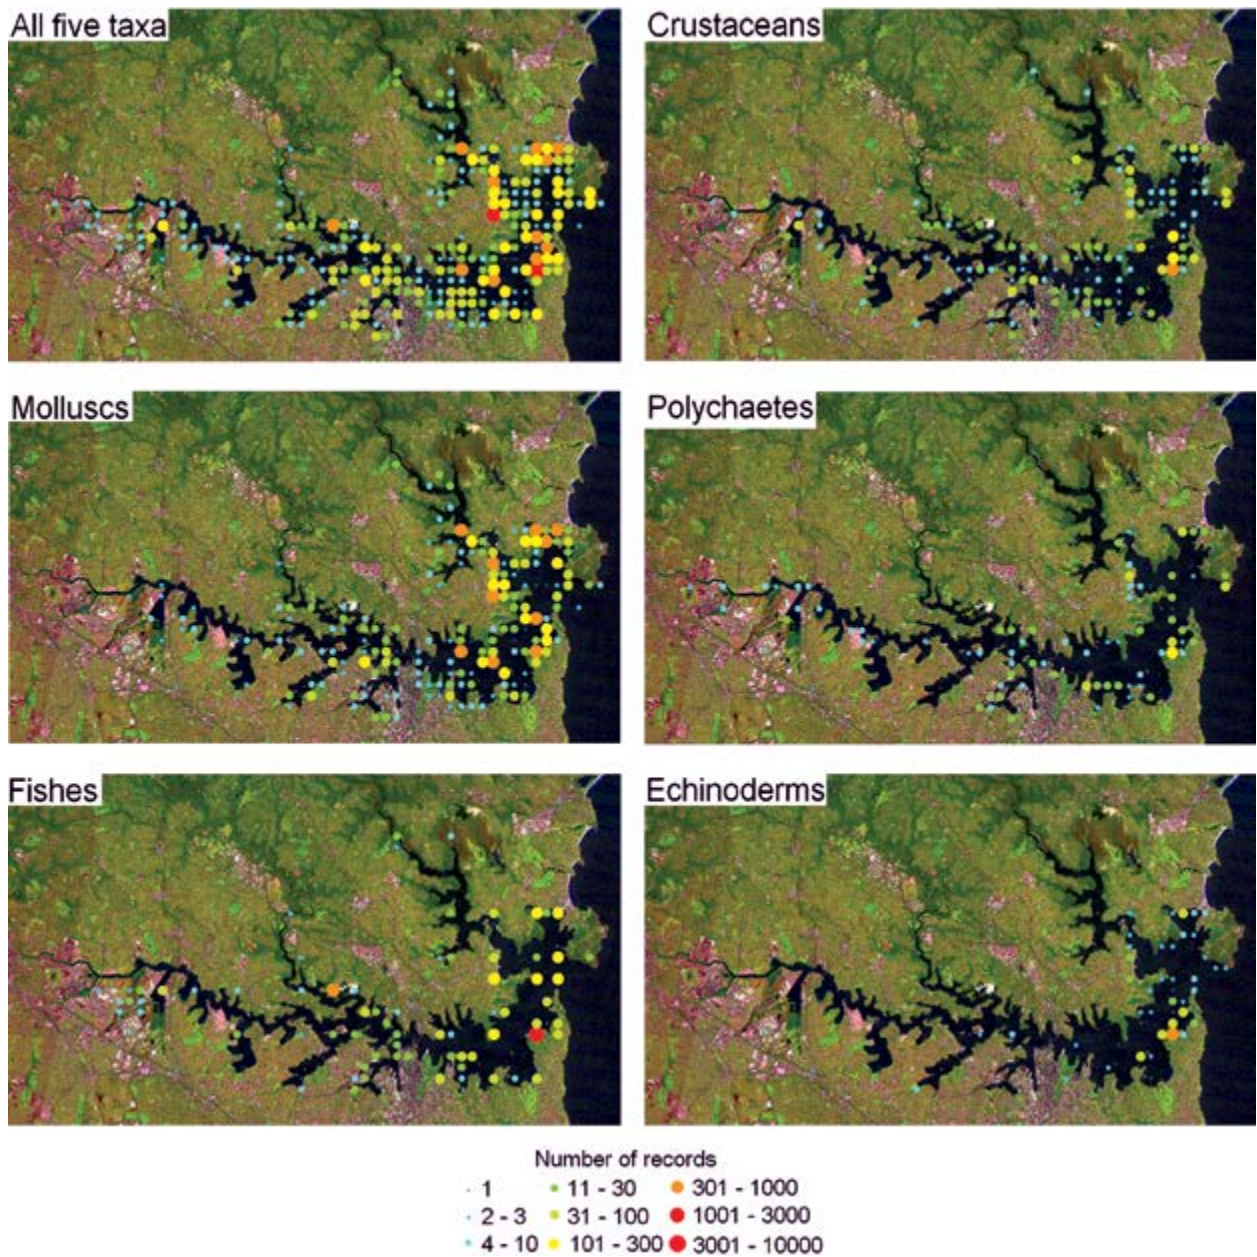 All five taxa
Crustaceans
Molluscs
Polychaetes
Fishes
Echinoderms
Number of records
1
11 - 30
301 - 1000
2 - 3
31 - 100
1001 - 3000
4 - 10
101 - 300
3001 - 10000